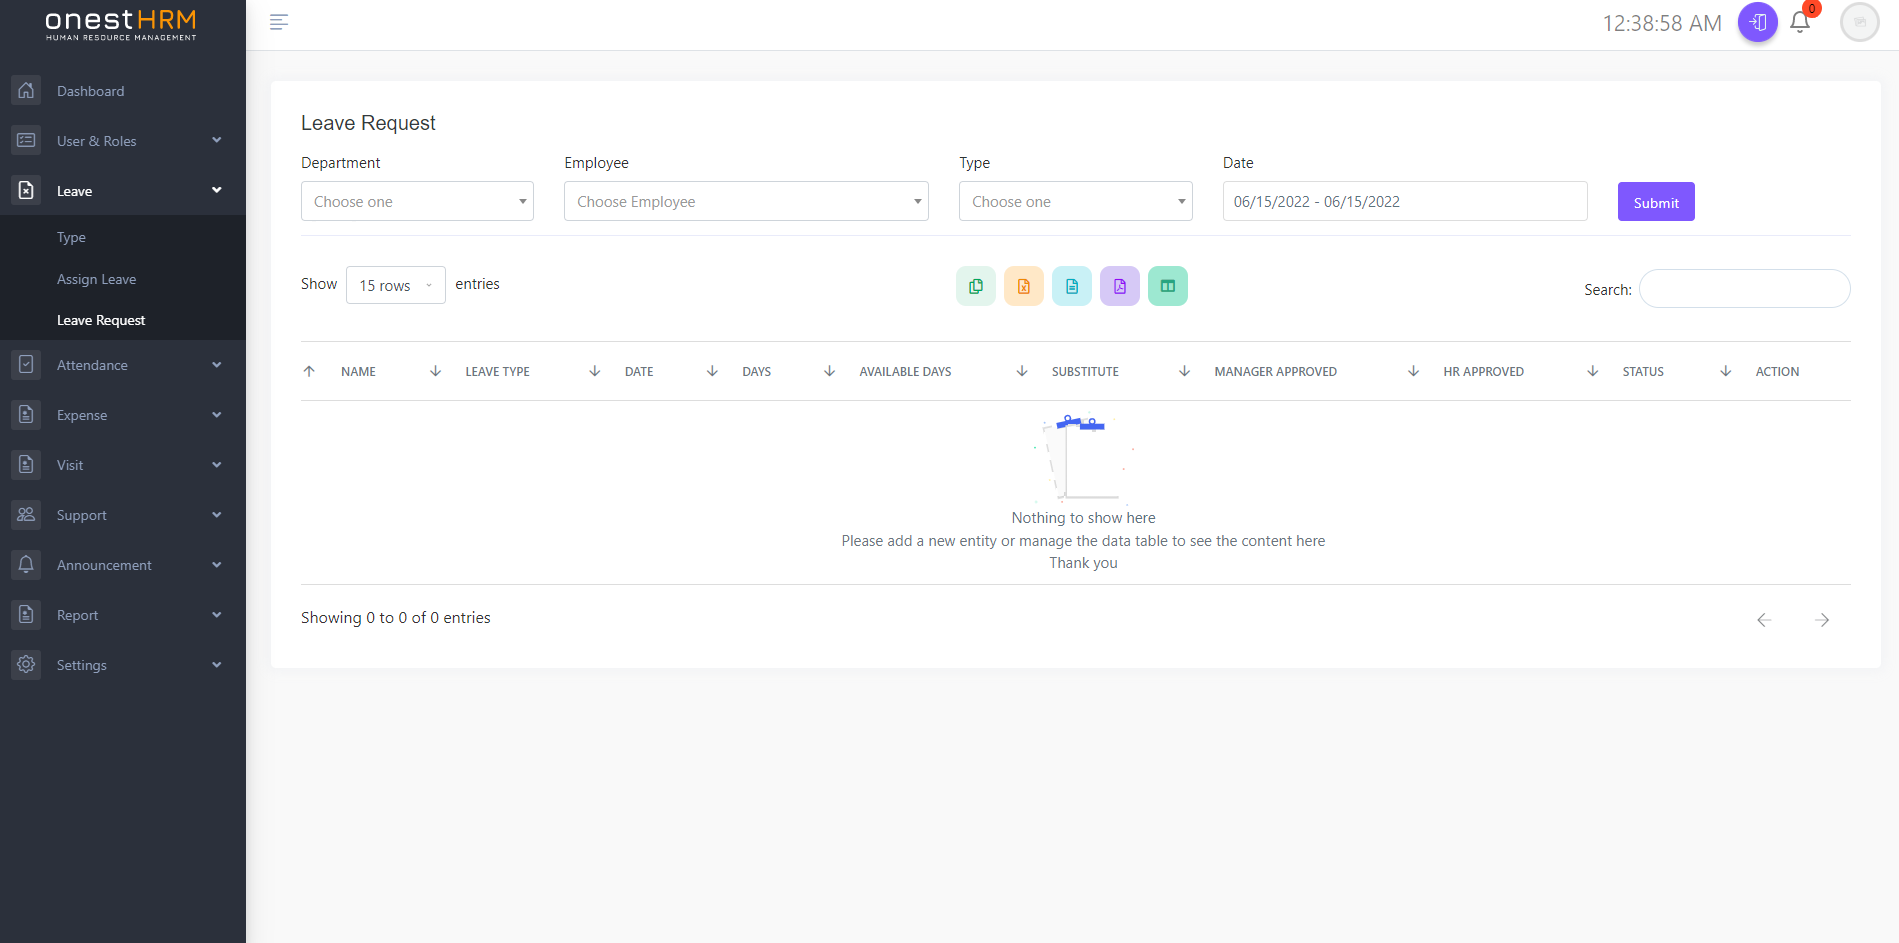 onestHRM
HUMAN RESOURCE MANAGEMENT
12:38:58 AM
0
Dashboard
User & Roles
Leave
Type
Assign Leave
Leave Request
Attendance
Expense
Visit
Support
Announcement
Report
Settings
Leave Request
Department Employee Type Date
Choose one Choose Employee Choose one 06/15/2022 - 06/15/2022 Submit
Show 15 rows entries
Search:
NAME LEAVE TYPE DATE DAYS AVAILABLE DAYS SUBSTITUTE MANAGER APPROVED HR APPROVED STATUS ACTION
Nothing to show here
Please add a new entity or manage the data table to see the content here
Thank you
Showing 0 to 0 of 0 entries